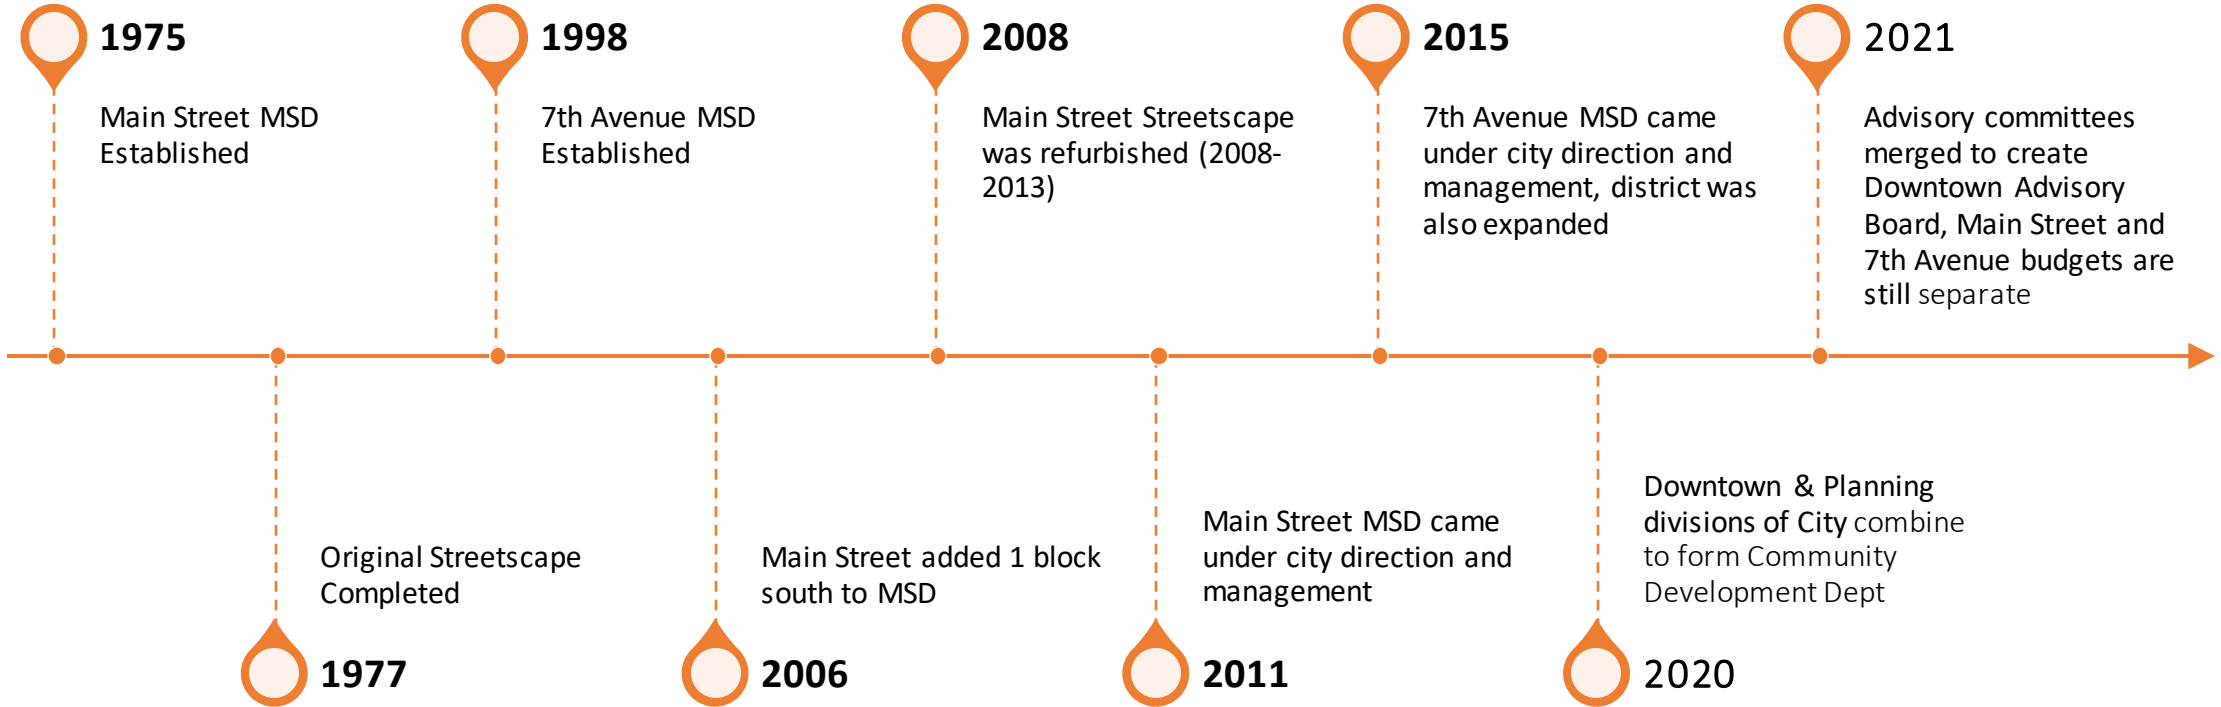 1975
Main Street MSD
Established
1977
Original Streetscape
Completed
1998
7th Avenue MSD
Established
2006
Main Street added 1 block
south to MSD
2008
Main Street Streetscape
was refurbished (2008-
2013)
2011
Main Street MSD came
under city direction and
management
2015
7th Avenue MSD came
under city direction and
management, district was
also expanded
2020
Downtown & Planning
divisions of City combine
to form Community
Development Dept
2021
Advisory committees
merged to create
Downtown Advisory
Board, Main Street and
7th Avenue budgets are
still separate